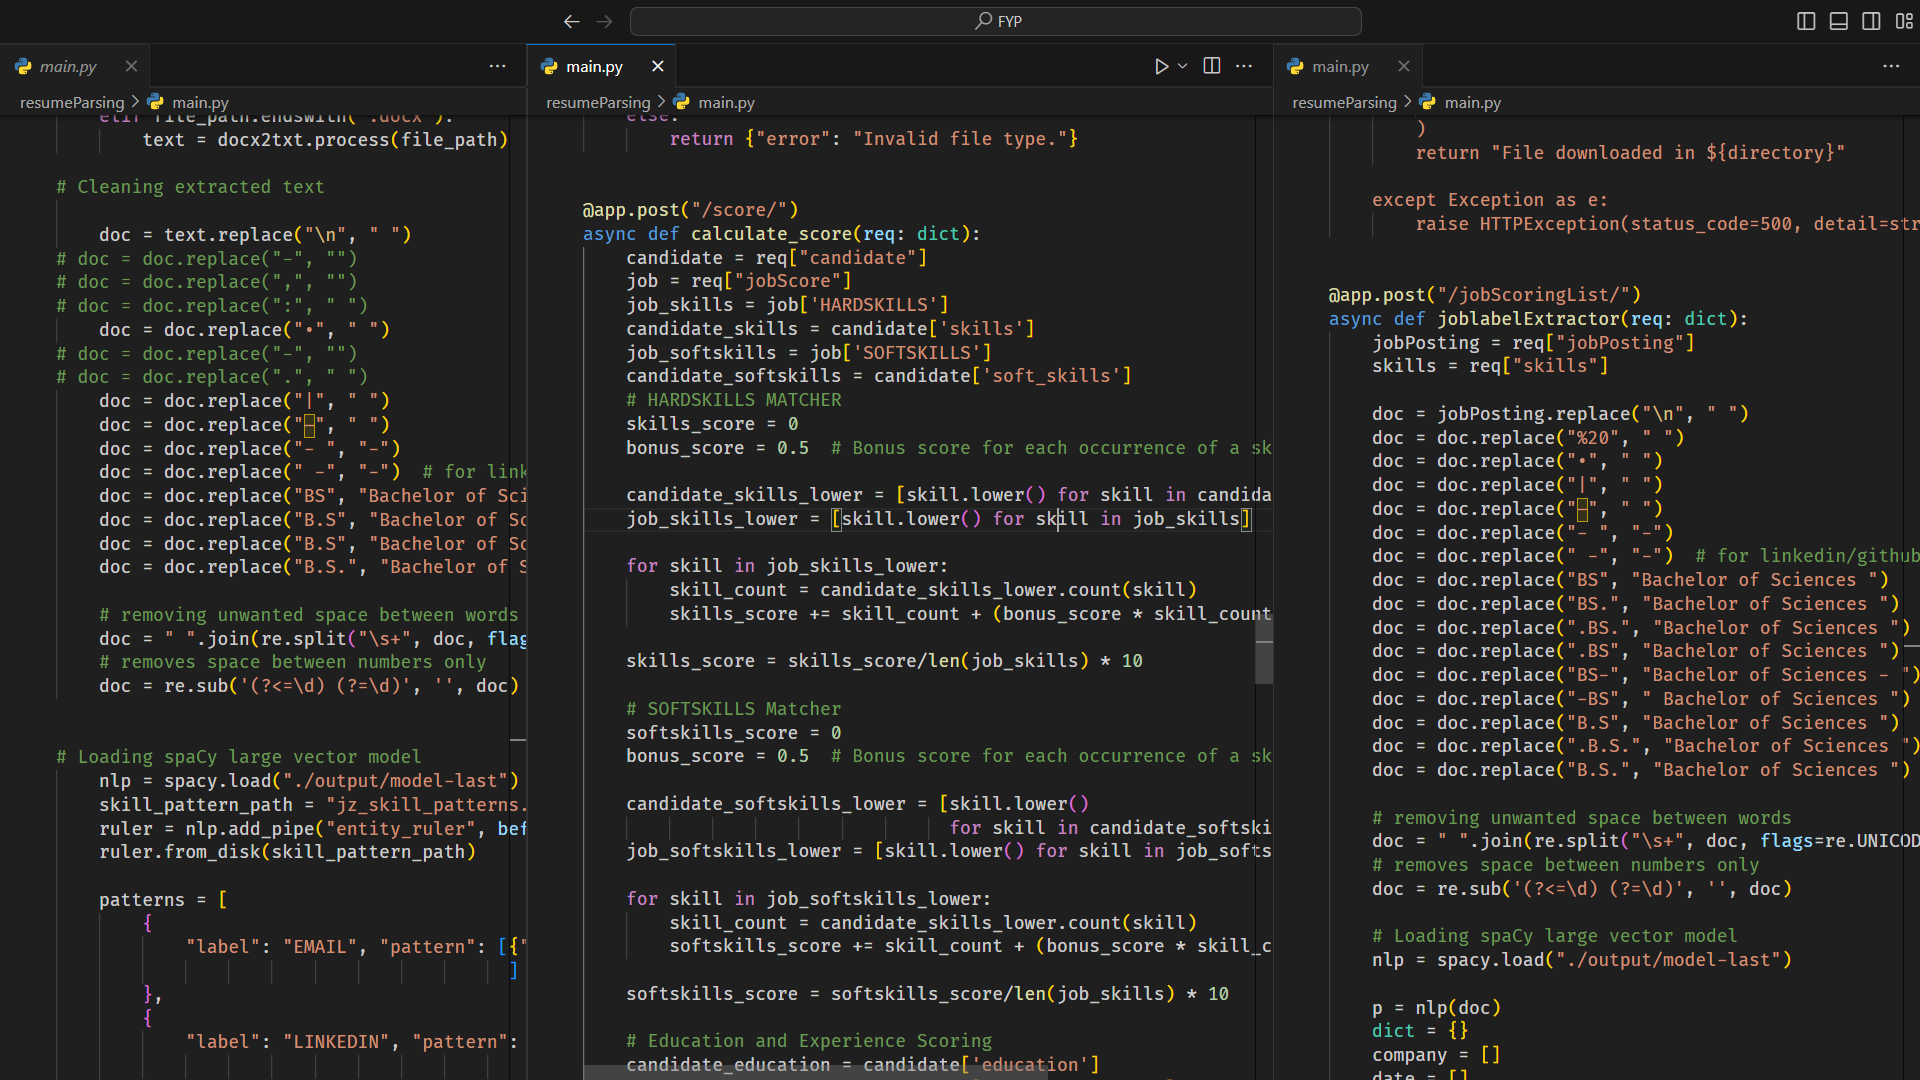 FYP
main.py
resumeParsing > main.py
elif file_path.endswith(".docx"):
text = docx2txt.process(file_path)
# Cleaning extracted text
doc = text.replace("\n", " ")
# doc = doc.replace("-", "")
# doc = doc.replace(",", "")
# doc = doc.replace(":", " ")
doc = doc.replace("•", " ")
# doc = doc.replace("-", "")
# doc = doc.replace(".", " ")
doc = doc.replace("|", " ")
doc = doc.replace("–", " ")
doc = doc.replace("- ", "-")
doc = doc.replace(" -", "-")  # for link
doc = doc.replace("BS", "Bachelor of Sci
doc = doc.replace("B.S", "Bachelor of Sc
doc = doc.replace("B.S", "Bachelor of Sc
doc = doc.replace("B.S.", "Bachelor of S
# removing unwanted space between words
doc = " ".join(re.split("\s+", doc, flag
# removes space between numbers only
doc = re.sub('(?<=\d) (?=\d)', '', doc)
# Loading spaCy large vector model
nlp = spacy.load("./output/model-last")
skill_pattern_path = "jz_skill_patterns.
ruler = nlp.add_pipe("entity_ruler", bef
ruler.from_disk(skill_pattern_path)
patterns = [
{
"label": "EMAIL", "pattern": [{"
]
},
{
"label": "LINKEDIN", "pattern":
main.py
resumeParsing > main.py
else:
return {"error": "Invalid file type."}
@app.post("/score/")
async def calculate_score(req: dict):
candidate = req["candidate"]
job = req["jobScore"]
job_skills = job['HARDSKILLS']
candidate_skills = candidate['skills']
job_softskills = job['SOFTSKILLS']
candidate_softskills = candidate['soft_skills']
# HARDSKILLS MATCHER
skills_score = 0
bonus_score = 0.5  # Bonus score for each occurrence of a sk
candidate_skills_lower = [skill.lower() for skill in candida
job_skills_lower = [skill.lower() for skill in job_skills]
for skill in job_skills_lower:
skill_count = candidate_skills_lower.count(skill)
skills_score += skill_count + (bonus_score * skill_count
skills_score = skills_score/len(job_skills) * 10
# SOFTSKILLS Matcher
softskills_score = 0
bonus_score = 0.5  # Bonus score for each occurrence of a sk
candidate_softskills_lower = [skill.lower()
for skill in candidate_softski
job_softskills_lower = [skill.lower() for skill in job_softs
for skill in job_softskills_lower:
skill_count = candidate_skills_lower.count(skill)
softskills_score += skill_count + (bonus_score * skill_c
softskills_score = softskills_score/len(job_skills) * 10
# Education and Experience Scoring
candidate_education = candidate['education']
main.py
resumeParsing > main.py
)
return "File downloaded in ${directory}"
except Exception as e:
raise HTTPException(status_code=500, detail=str
@app.post("/jobScoringList/")
async def joblabelExtractor(req: dict):
jobPosting = req["jobPosting"]
skills = req["skills"]
doc = jobPosting.replace("\n", " ")
doc = doc.replace("%20", " ")
doc = doc.replace("•", " ")
doc = doc.replace("|", " ")
doc = doc.replace("–", " ")
doc = doc.replace("- ", "-")
doc = doc.replace(" -", "-")  # for linkedin/github
doc = doc.replace("BS", "Bachelor of Sciences ")
doc = doc.replace("BS.", "Bachelor of Sciences ")
doc = doc.replace(".BS.", "Bachelor of Sciences ")
doc = doc.replace(".BS", "Bachelor of Sciences ")
doc = doc.replace("BS-", "Bachelor of Sciences - ")
doc = doc.replace("-BS", " Bachelor of Sciences ")
doc = doc.replace("B.S", "Bachelor of Sciences ")
doc = doc.replace(".B.S.", "Bachelor of Sciences ")
doc = doc.replace("B.S.", "Bachelor of Sciences ")
# removing unwanted space between words
doc = " ".join(re.split("\s+", doc, flags=re.UNICOD
# removes space between numbers only
doc = re.sub('(?<=\d) (?=\d)', '', doc)
# Loading spaCy large vector model
nlp = spacy.load("./output/model-last")
p = nlp(doc)
dict = {}
company = []
date = []